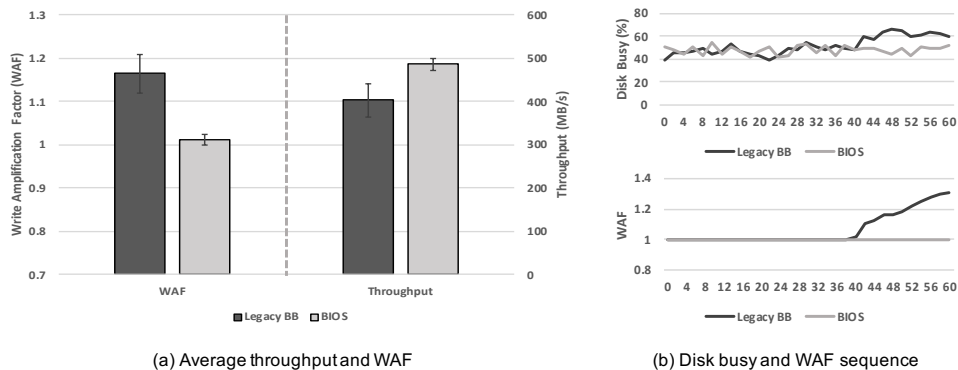 Write Amplification Factor (WAF)
1.3
1.2
1.1
1
0.9
0.8
0.7
600
500
400
300
200
100
0
Throughput (MB/s)
WAF Throughput
Legacy BB BIOS
(a) Average throughput and WAF
Disk Busy (%)
80
60
40
20
0
0 4 8 12 16 20 24 28 32 36 40 44 48 52 56 60
Legacy BB BIOS
WAF
1.4
1.2
1
0.8
0 4 8 12 16 20 24 28 32 36 40 44 48 52 56 60
Legacy BB BIOS
(b) Disk busy and WAF sequence